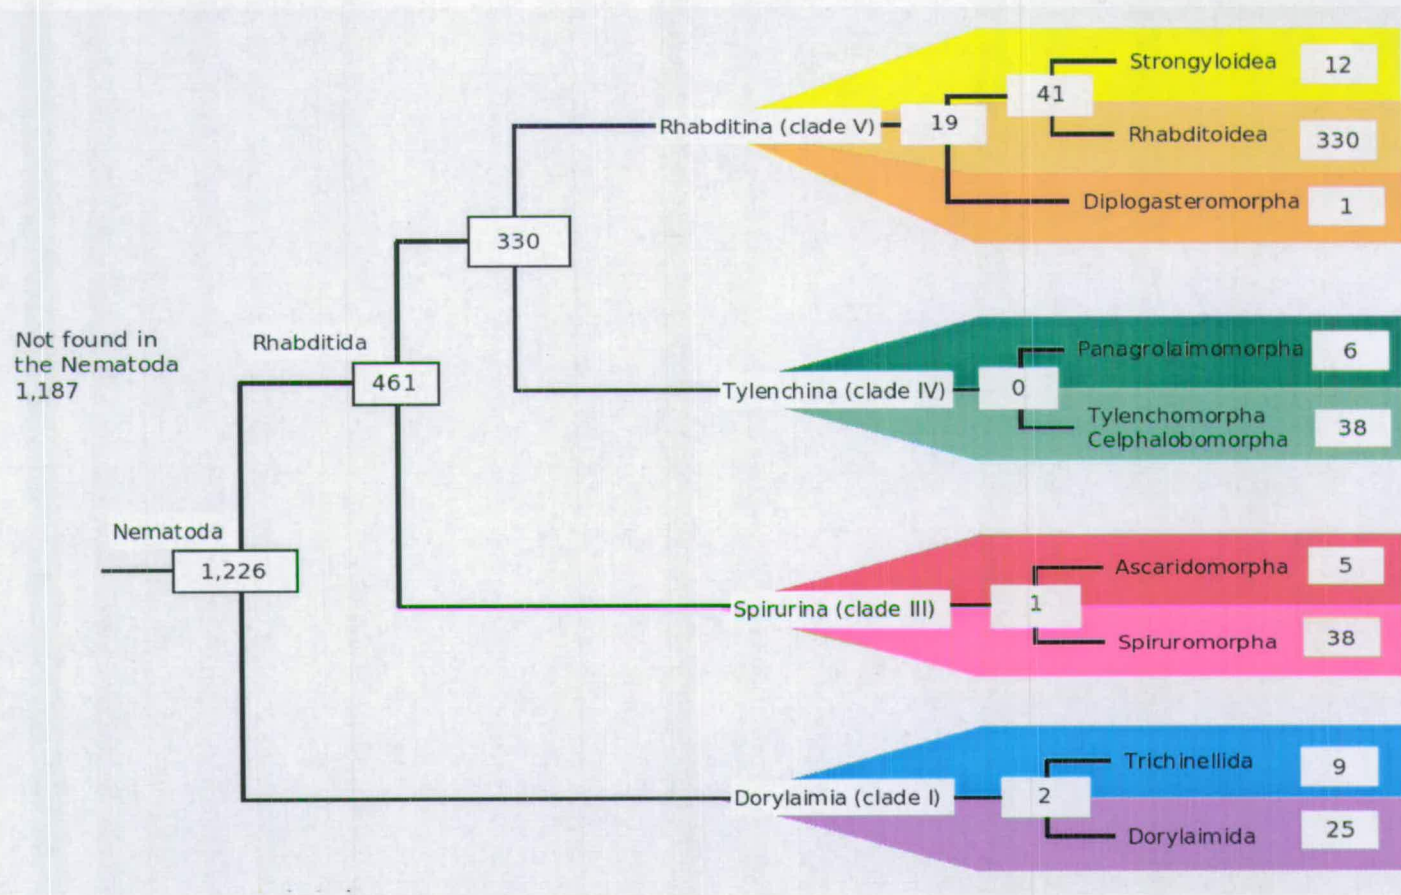 Strongyloidea 12
41
Rhabditina (clade V) 19
Rhabditoidea 330
Diplogasteromorpha 1
330
Not found in
the Nematoda
1,187
Rhabditida
461
Panagrolaimomorpha 6
Tylenchina (clade IV) 0
Tylenchomorpha
Celphalobomorpha
38
Nematoda
1,226
Ascaridomorpha 5
Spirurina (clade III) 1
Spiruromorpha 38
Trichinellida 9
Dorylaimia (clade I) 2
Dorylaimida 25